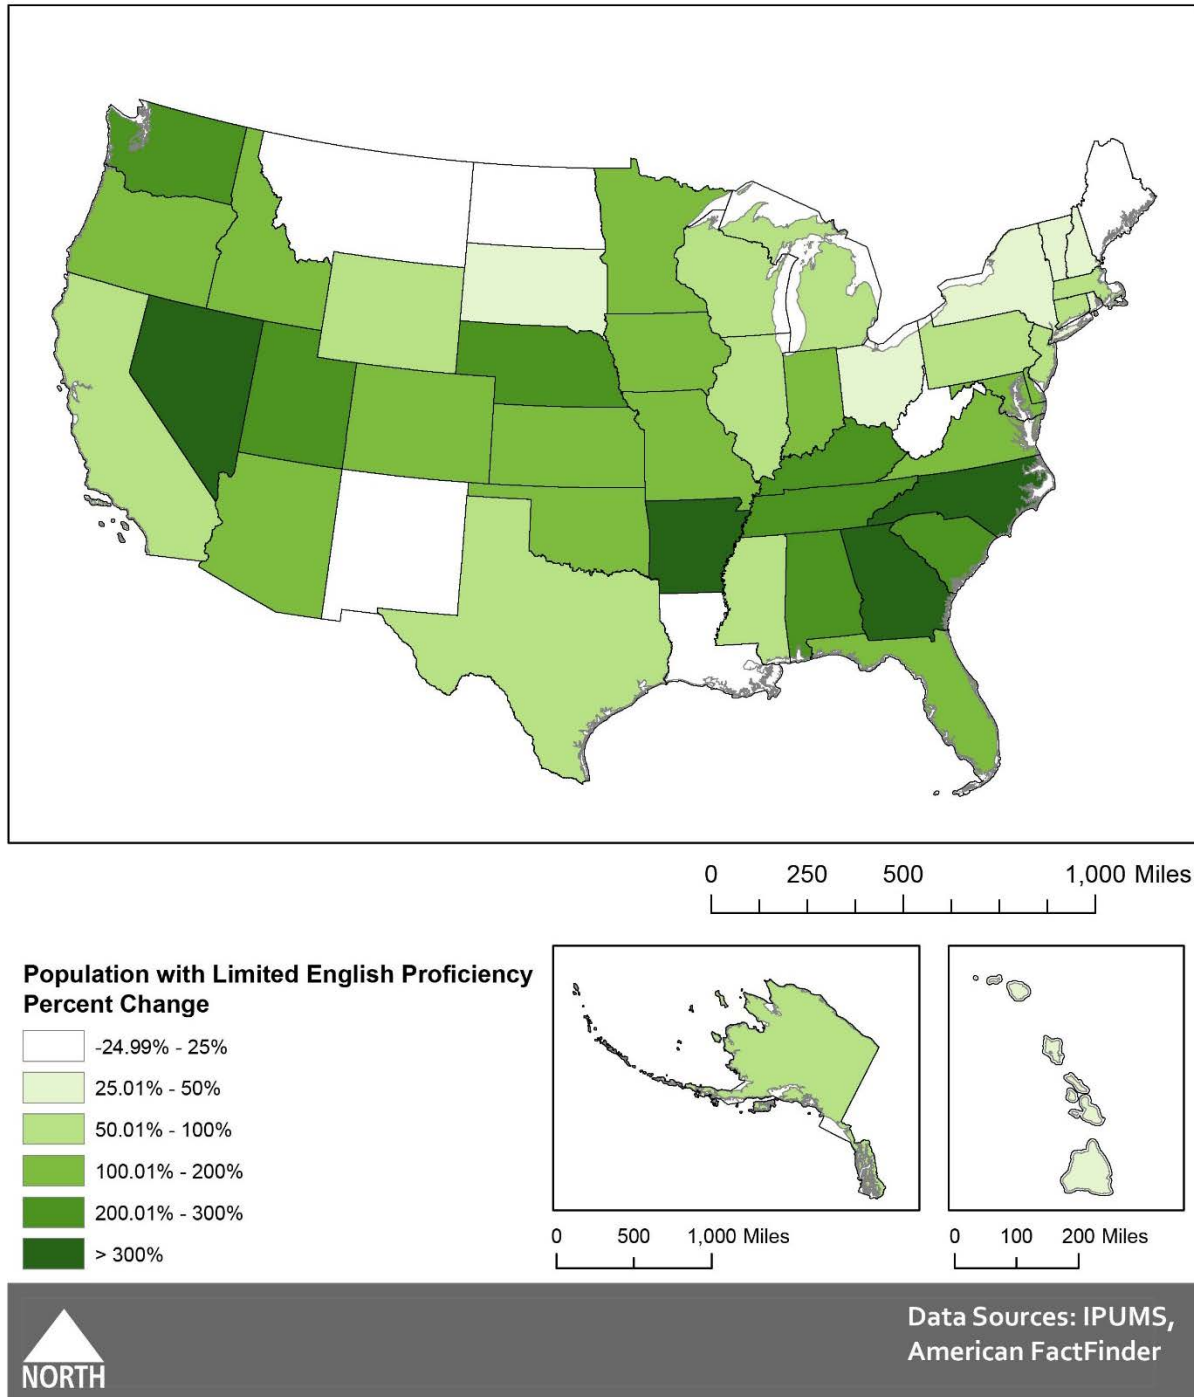 0 250 500 1,000 Miles
Population with Limited English Proficiency
Percent Change
-24.99% - 25%
25.01% - 50%
50.01% - 100%
100.01% - 200%
200.01% - 300%
> 300%
0 500 1,000 Miles
0 100 200 Miles
NORTH
Data Sources: IPUMS,
American FactFinder